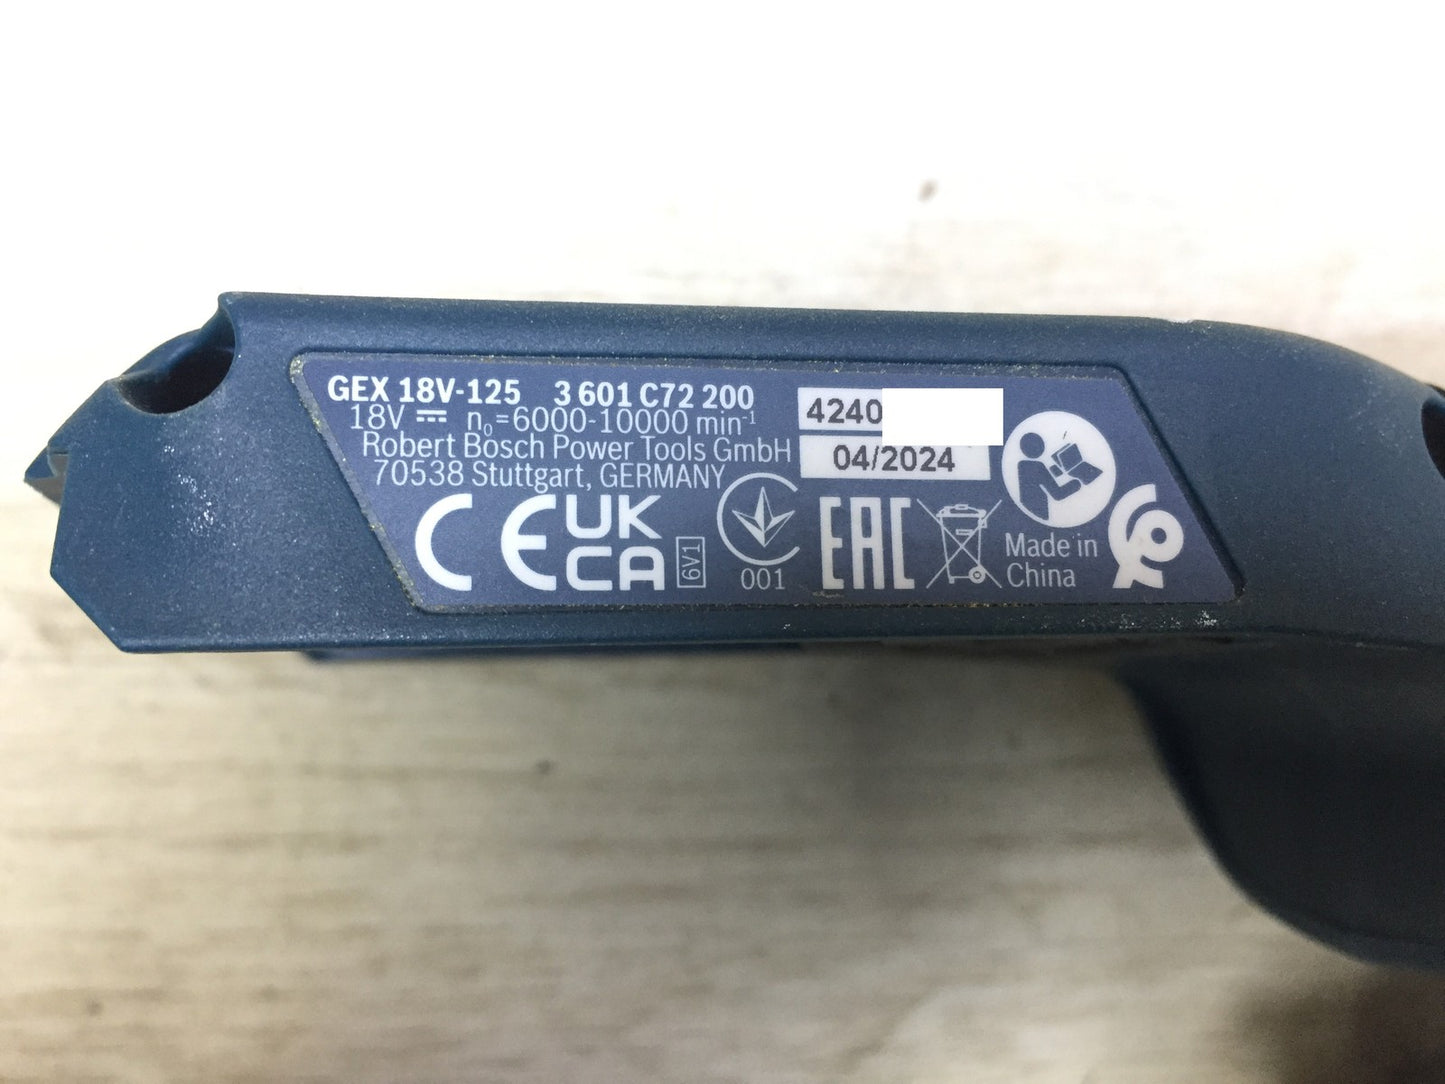 GEX 18V-125 3 601 C72 200
18V ⎓ n₀=6000-10000 min⁻¹
Robert Bosch Power Tools GmbH
70538 Stuttgart, GERMANY
4240
04/2024
CE
UK
CA
6V1
001
EAC
Made in
China